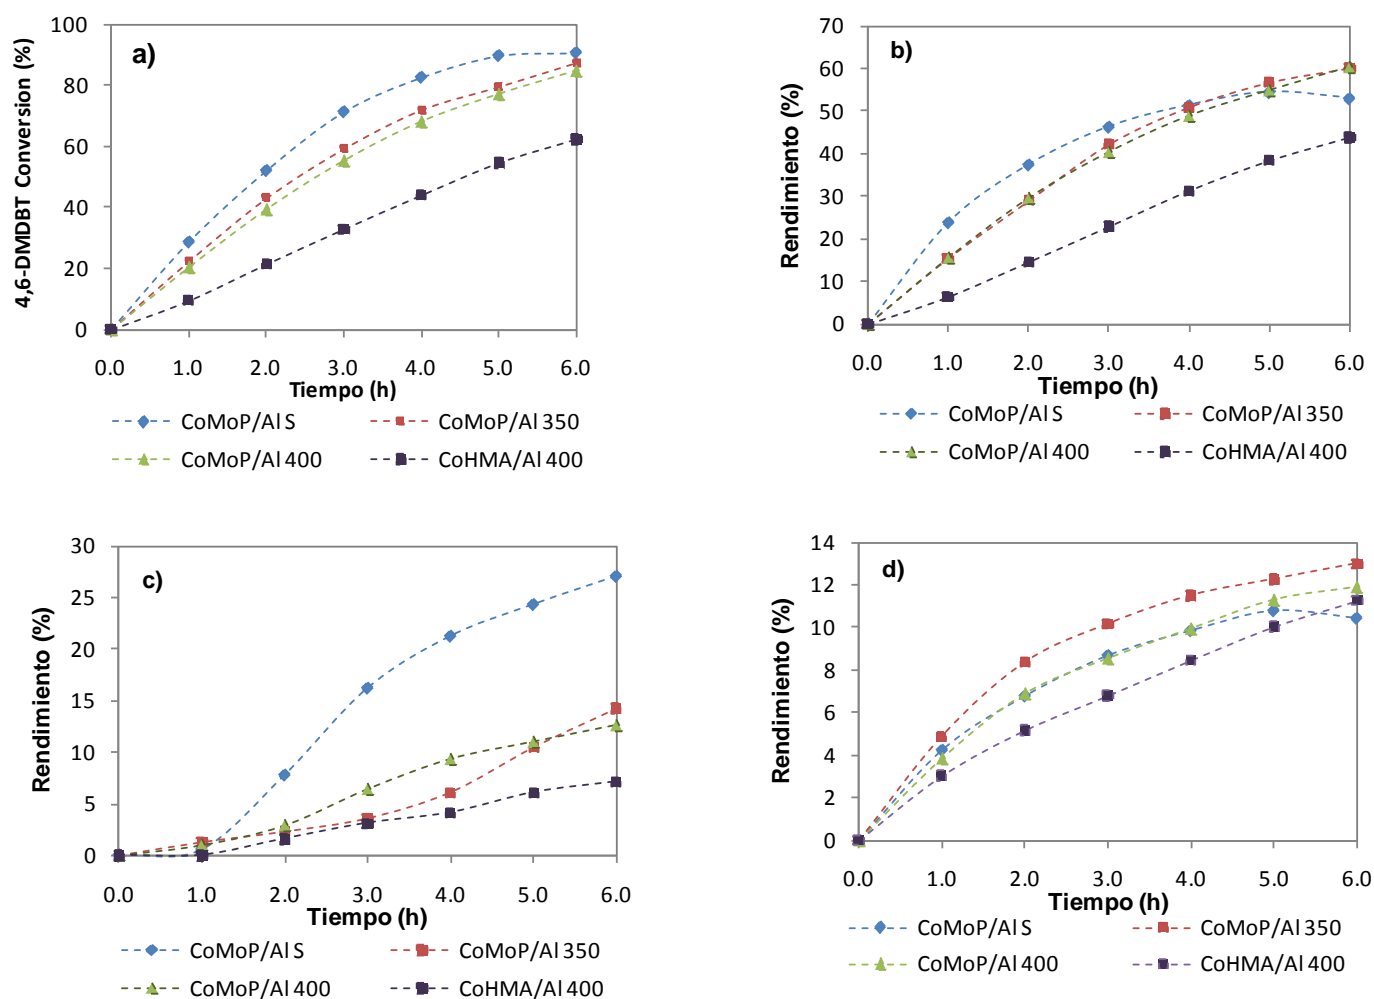 a)
4,6-DMDBT Conversion (%)
100
80
60
40
20
0
0.0 1.0 2.0 3.0 4.0 5.0 6.0
Tiempo (h)
CoMoP/Al S CoMoP/Al 350
CoMoP/Al 400 CoHMA/Al 400
b)
Rendimiento (%)
70
60
50
40
30
20
10
0
0.0 1.0 2.0 3.0 4.0 5.0 6.0
Tiempo (h)
CoMoP/Al S CoMoP/Al 350
CoMoP/Al 400 CoHMA/Al 400
c)
Rendimiento (%)
30
25
20
15
10
5
0
0.0 1.0 2.0 3.0 4.0 5.0 6.0
Tiempo (h)
CoMoP/Al S CoMoP/Al 350
CoMoP/Al 400 CoHMA/Al 400
d)
Rendimiento (%)
14
12
10
8
6
4
2
0
0.0 1.0 2.0 3.0 4.0 5.0 6.0
Tiempo (h)
CoMoP/Al S CoMoP/Al 350
CoMoP/Al 400 CoHMA/Al 400